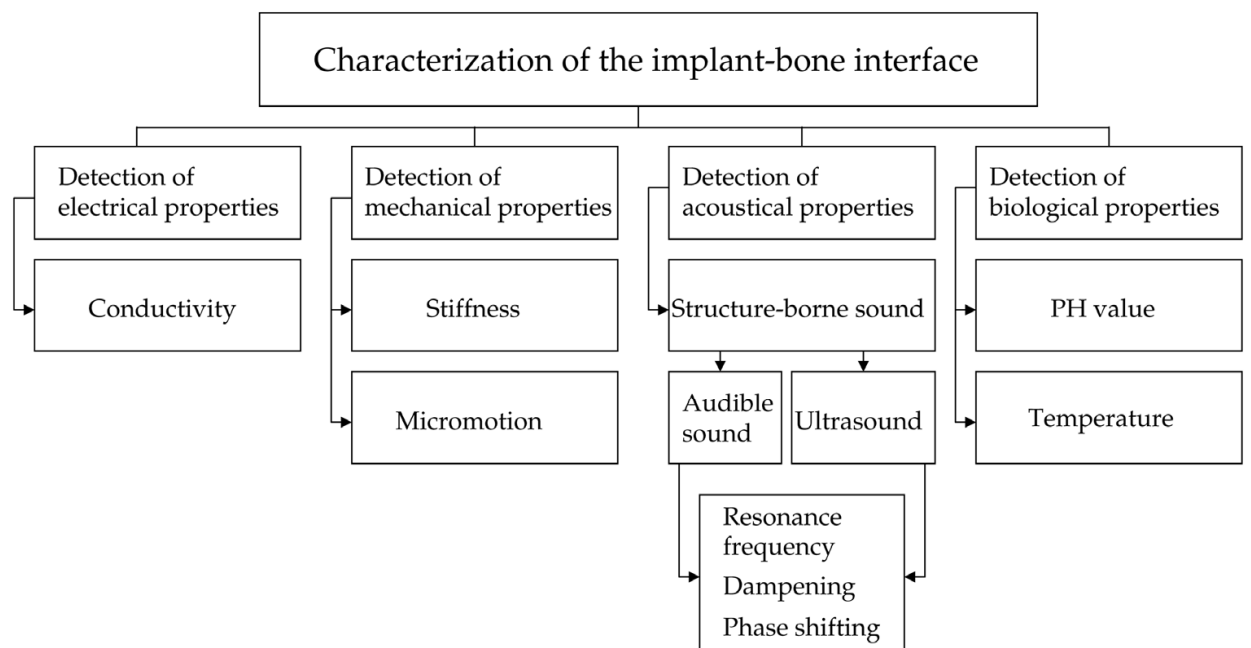 Characterization of the implant-bone interface
Detection of
electrical properties
Detection of
mechanical properties
Detection of
acoustical properties
Detection of
biological properties
Conductivity
Stiffness
Structure-borne sound
PH value
Micromotion
Audible
sound
Ultrasound
Temperature
Resonance
frequency
Dampening
Phase shifting